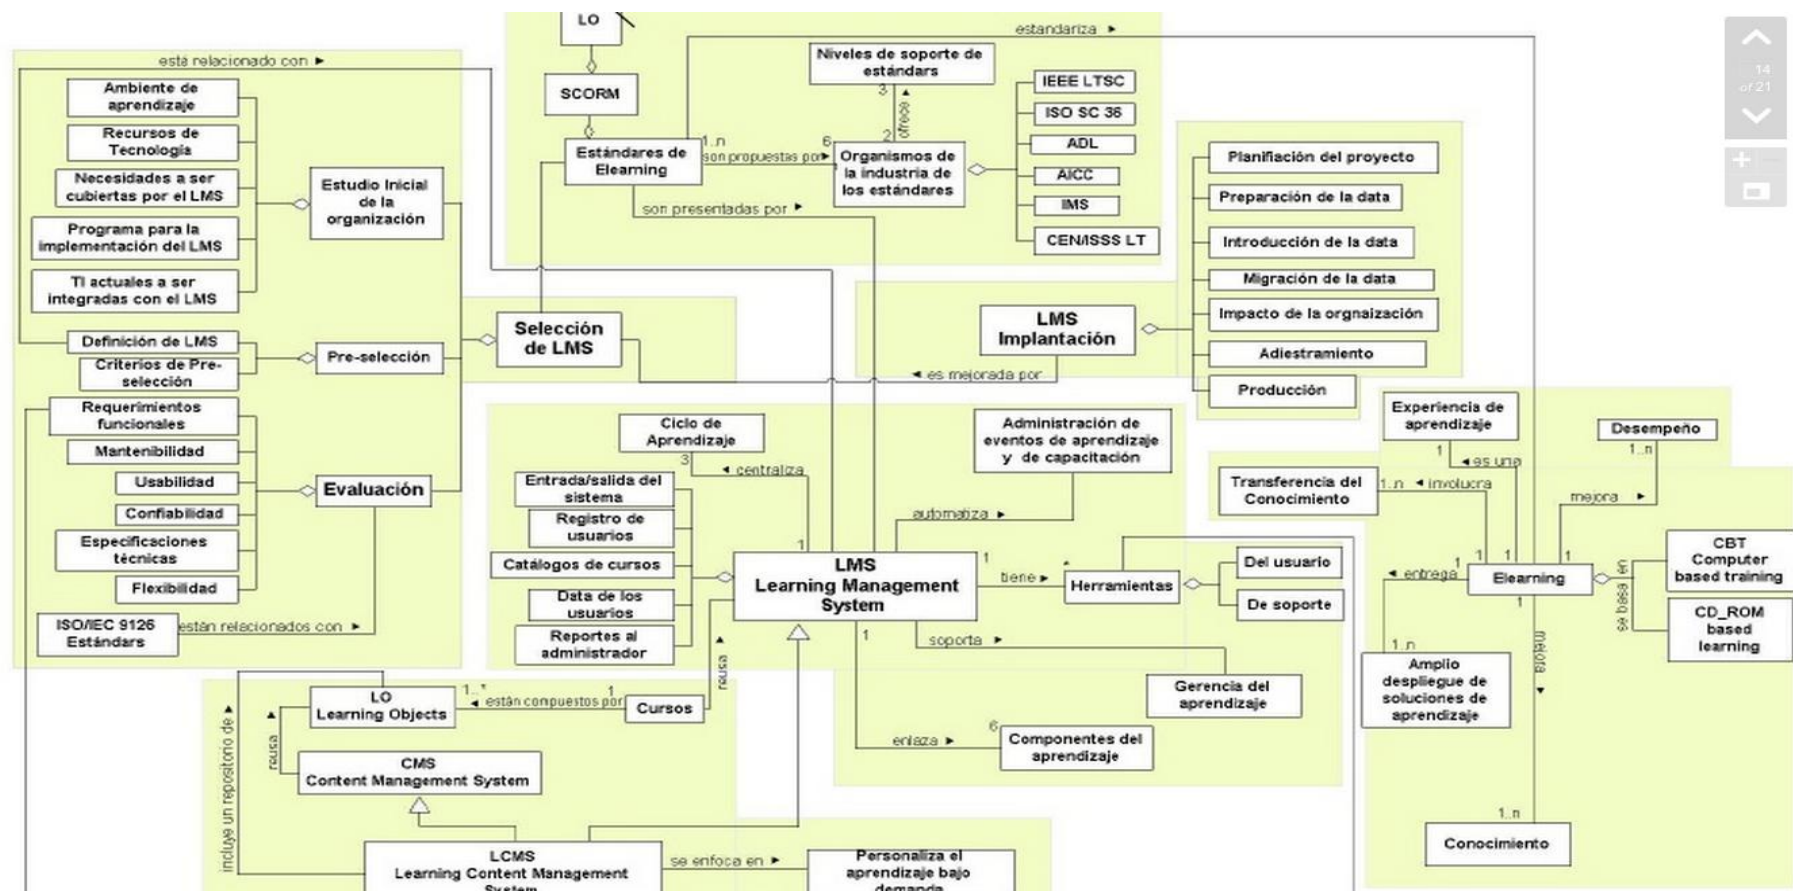 LO
estandariza ►
14
of 21
está relacionado con ►
Niveles de soporte de
estándars
3
ofrece ►
2
SCORM
IEEE LTSC
ISO SC 36
ADL
AICC
IMS
CEN/ISSS LT
Estándares de
Elearning
1..n
son propuestas por►
6
Organismos de
la industria de
los estándares
son presentadas por ►
Ambiente de
aprendizaje
Recursos de
Tecnología
Necesidades a ser
cubiertas por el LMS
Programa para la
implementación del LMS
TI actuales a ser
integradas con el LMS
Estudio Inicial
de la
organización
Planifiación del proyecto
Preparación de la data
Introducción de la data
Migración de la data
Impacto de la orgnaización
Adiestramiento
Producción
LMS
Implantación
◄ es mejorada por
Selección
de LMS
Definición de LMS
Criterios de Pre-
selección
Pre-selección
Requerimientos
funcionales
Mantenibilidad
Usabilidad
Confiabilidad
Especificaciones
técnicas
Flexibilidad
Evaluación
ISO/IEC 9126
Estándars
están relacionados con ►
Ciclo de
Aprendizaje
3
◄ centraliza
Administración de
eventos de aprendizaje
y de capacitación
automatiza ►
Entrada/salida del
sistema
Registro de
usuarios
Catálogos de cursos
Data de los
usuarios
Reportes al
administrador
1
LMS
Learning Management
System
1
tiene ►
*
Herramientas
Del usuario
De soporte
1
soporta ►
Gerencia del
aprendizaje
enlaza ►
6
Componentes del
aprendizaje
Experiencia de
aprendizaje
1
◄ es una
Desempeño
1..n
mejora ►
Transferencia del
Conocimiento
1..n
◄ involucra
1
1
1
1
◄ entrega
Elearning
1
se basa en
CBT
Computer
based training
CD_ROM
based
learning
1..n
Amplio
despliegue de
soluciones de
aprendizaje
mejora ►
1..n
Conocimiento
LO
Learning Objects
1..*
◄ están compuestos por
1
Cursos
reusa ►
reusa ►
incluye un repositorio de ►
CMS
Content Management System
LCMS
Learning Content Management
System
se enfoca en ►
Personaliza el
aprendizaje bajo
demanda